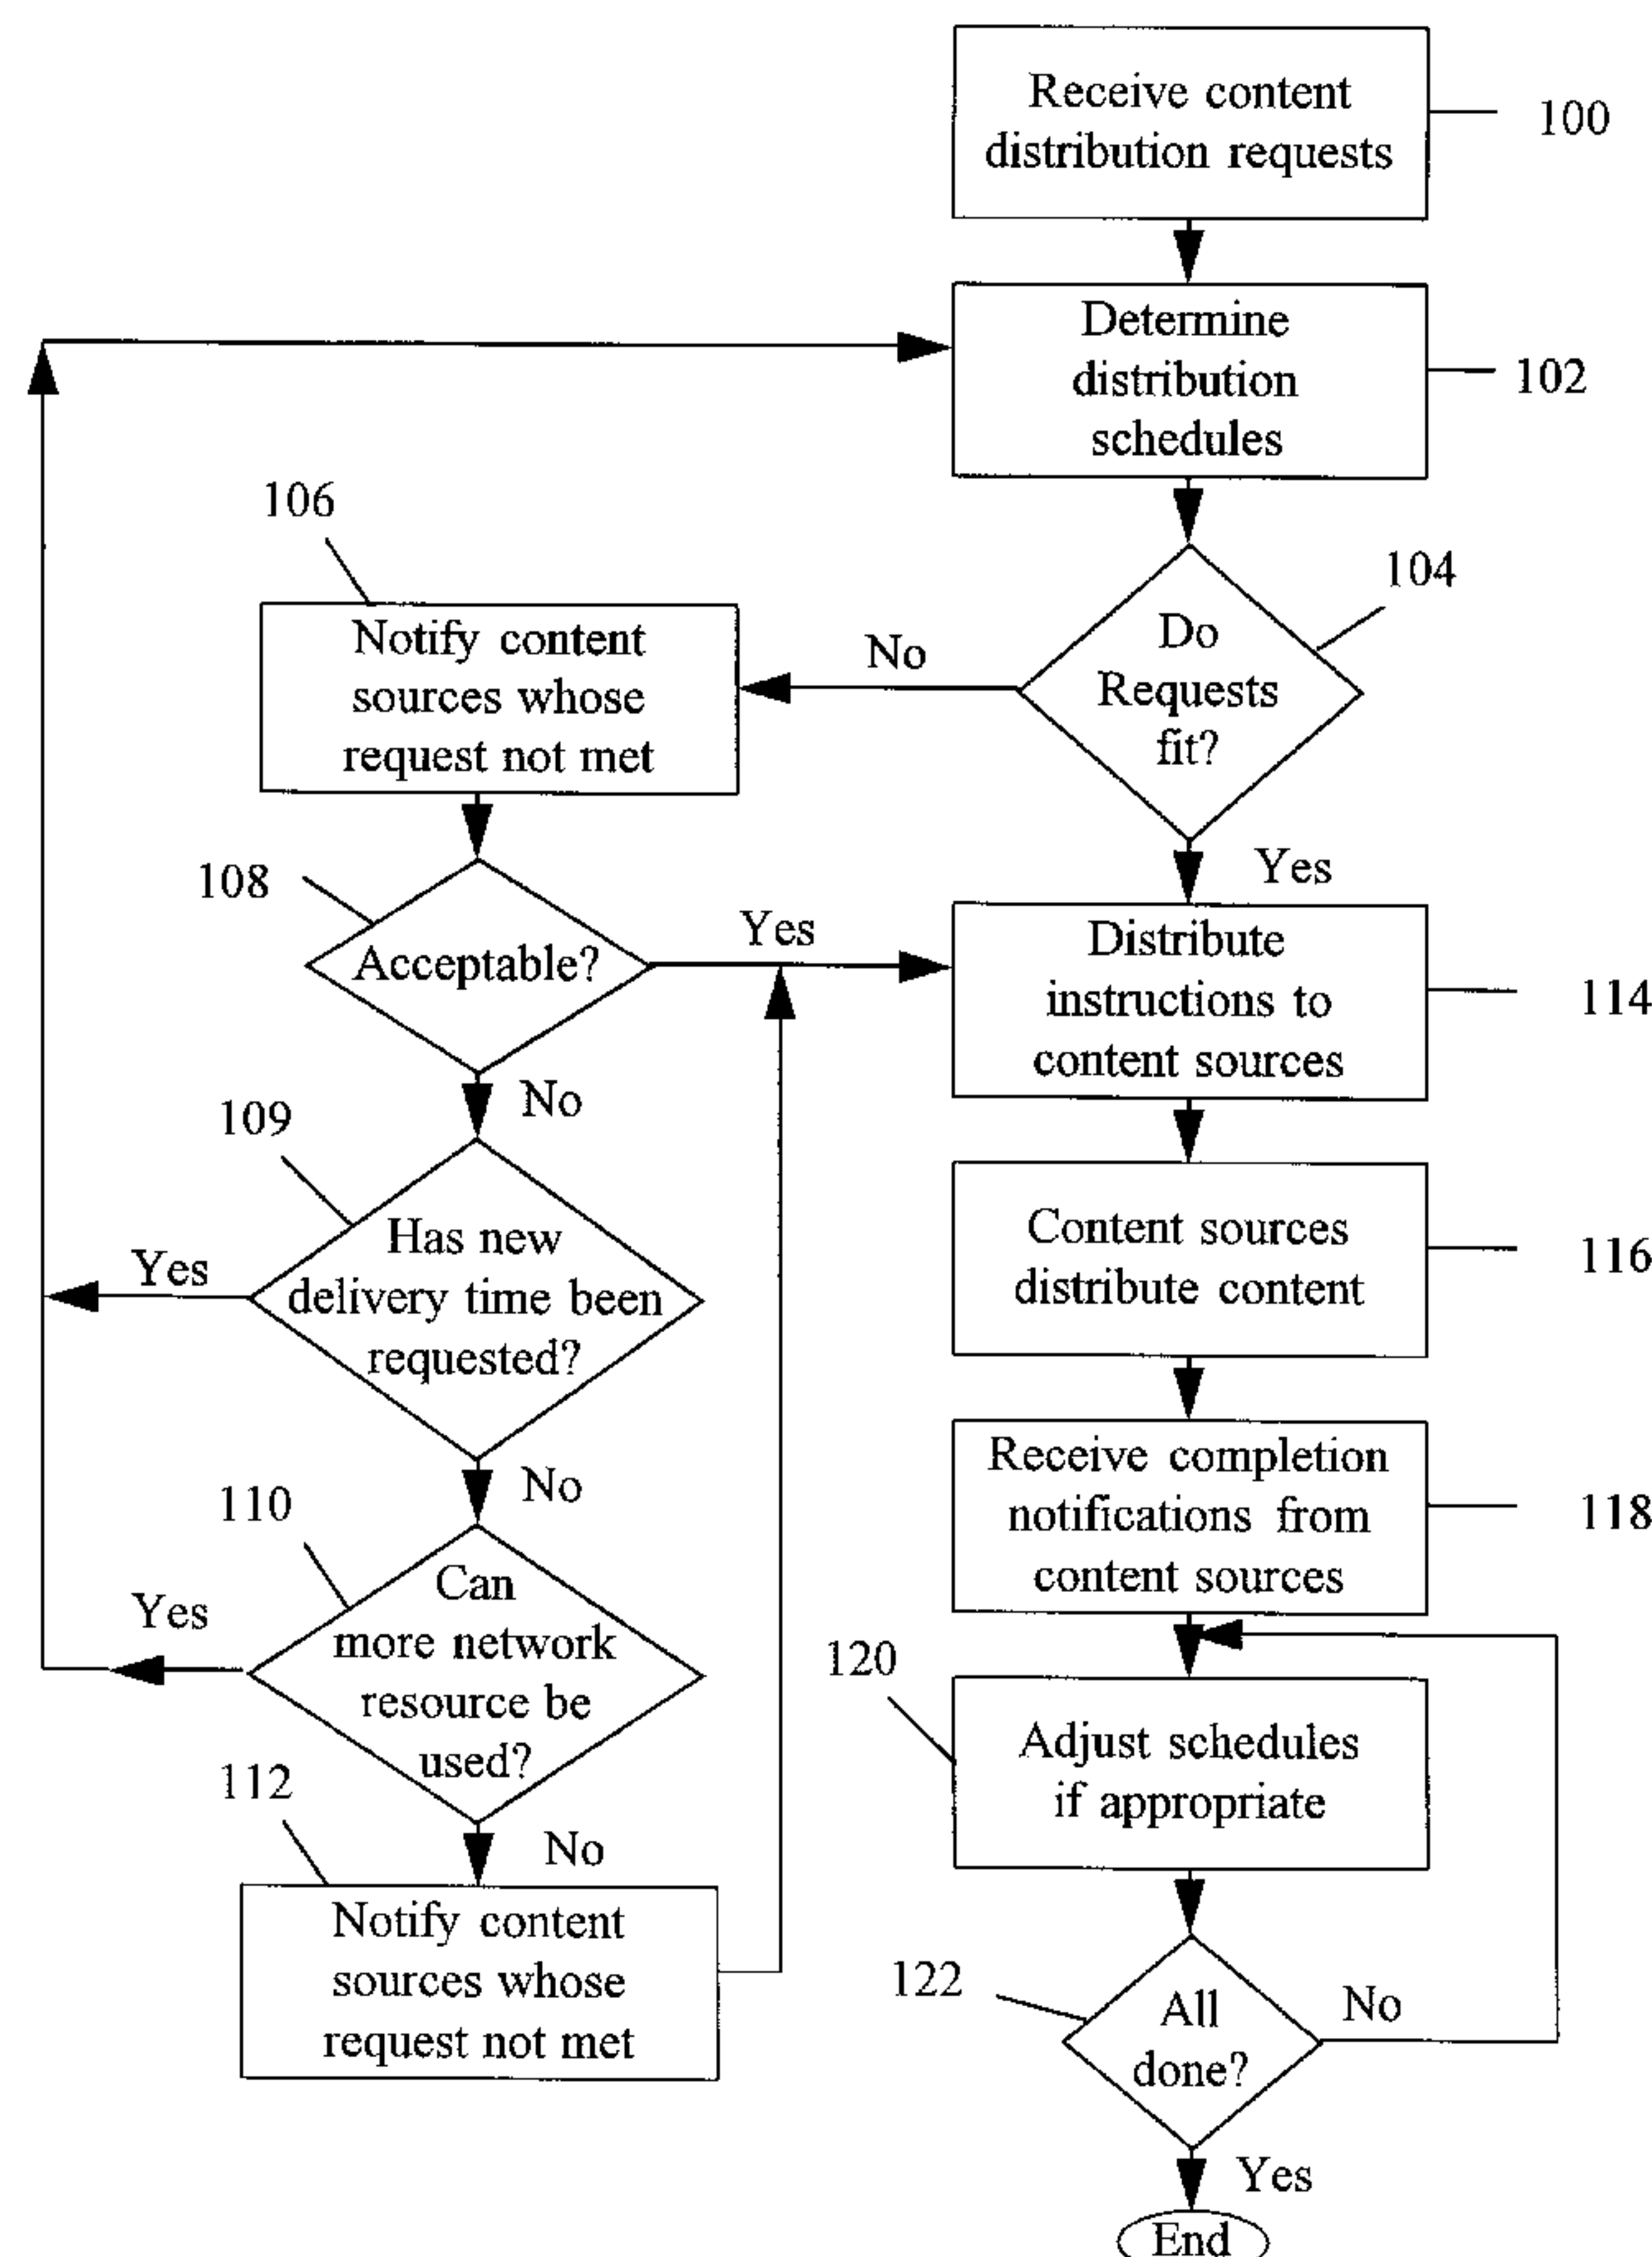 Receive content
distribution requests
100
Determine
distribution
schedules
102
106
104
Notify content
sources whose
request not met
No
Do
Requests
fit?
Yes
108
Acceptable?
Yes
Distribute
instructions to
content sources
114
No
109
Has new
delivery time been
requested?
Yes
Content sources
distribute content
116
No
110
Can
more network
resource be
used?
Yes
Receive completion
notifications from
content sources
118
120
Adjust schedules
if appropriate
112
No
Notify content
sources whose
request not met
122
All
done?
No
Yes
End